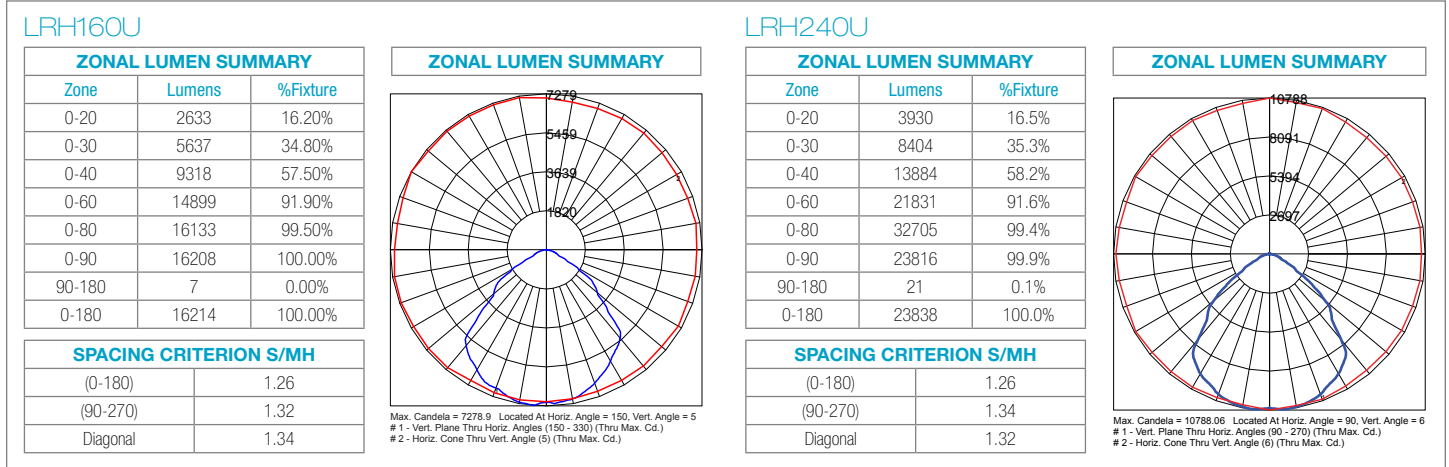 LRH160U
ZONAL LUMEN SUMMARY
Zone Lumens %Fixture
0-20 2633 16.20%
0-30 5637 34.80%
0-40 9318 57.50%
0-60 14899 91.90%
0-80 16133 99.50%
0-90 16208 100.00%
90-180 7 0.00%
0-180 16214 100.00%
SPACING CRITERION S/MH
(0-180) 1.26
(90-270) 1.32
Diagonal 1.34
ZONAL LUMEN SUMMARY
7279
5459
3639
1820
Max. Candela = 7278.9 Located At Horiz. Angle = 150, Vert. Angle = 5
# 1 - Vert. Plane Thru Horiz. Angles (150 - 330) (Thru Max. Cd.)
# 2 - Horiz. Cone Thru Vert. Angle (5) (Thru Max. Cd.)
LRH240U
ZONAL LUMEN SUMMARY
Zone Lumens %Fixture
0-20 3930 16.5%
0-30 8404 35.3%
0-40 13884 58.2%
0-60 21831 91.6%
0-80 32705 99.4%
0-90 23816 99.9%
90-180 21 0.1%
0-180 23838 100.0%
SPACING CRITERION S/MH
(0-180) 1.26
(90-270) 1.34
Diagonal 1.32
ZONAL LUMEN SUMMARY
10788
8091
5394
2697
Max. Candela = 10788.06 Located At Horiz. Angle = 90, Vert. Angle = 6
# 1 - Vert. Plane Thru Horiz. Angles (90 - 270) (Thru Max. Cd.)
# 2 - Horiz. Cone Thru Vert. Angle (6) (Thru Max. Cd.)